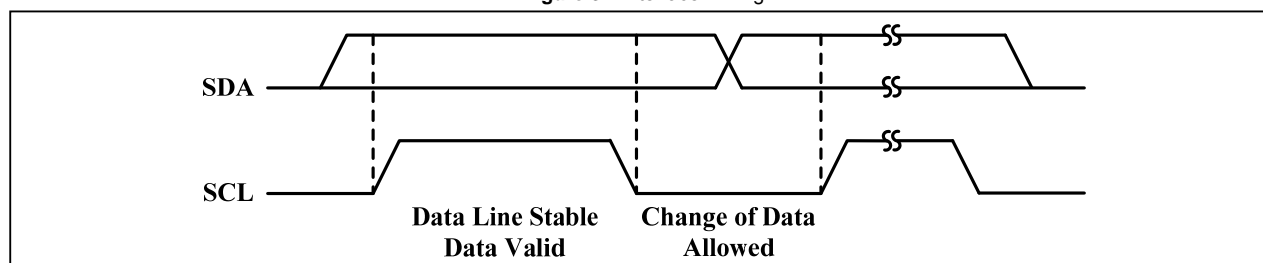 SDA
SCL
Data Line Stable
Data Valid
Change of Data
Allowed